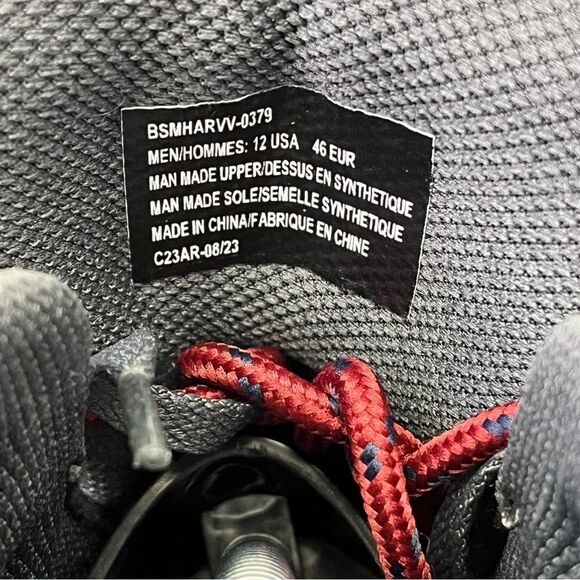 BSMHARVV-0379
MEN/HOMMES: 12 USA 46 EUR
MAN MADE UPPER/DESSUS EN SYNTHETIQUE
MAN MADE SOLE/SEMELLE SYNTHETIQUE
MADE IN CHINA/FABRIQUE EN CHINE
C23AR-08/23